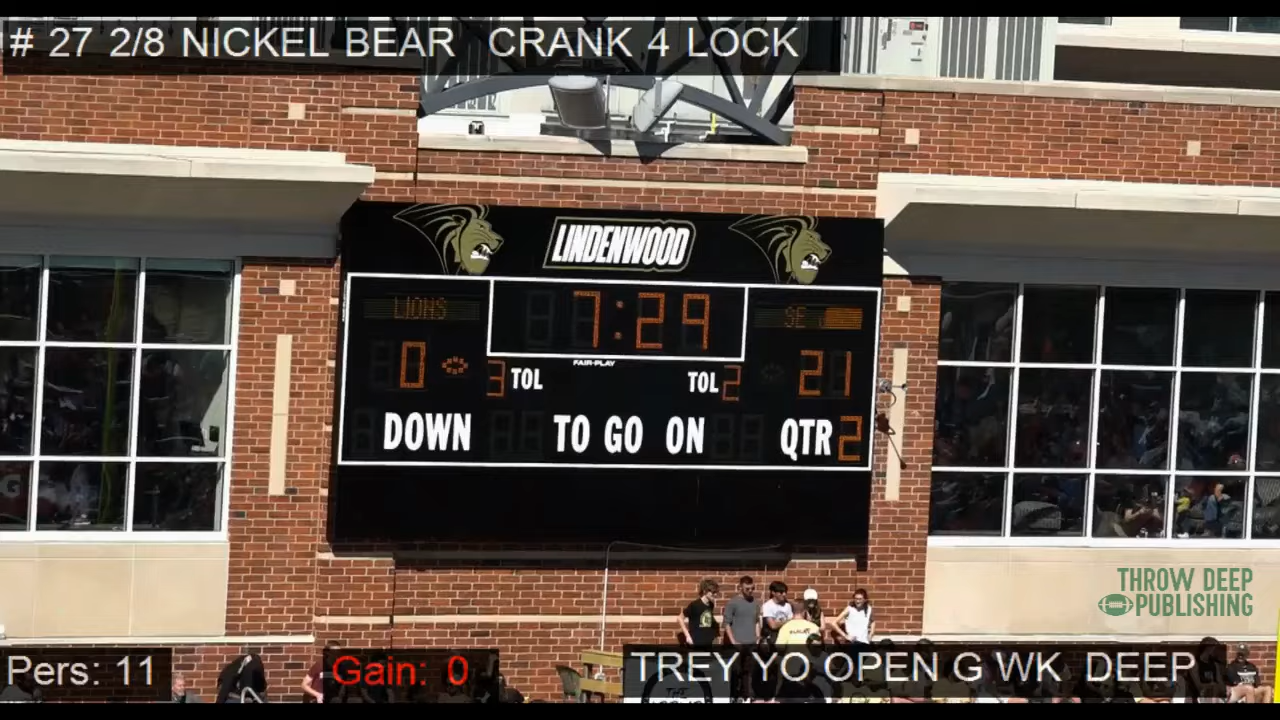 # 27 2/8 NICKEL BEAR CRANK 4 LOCK
LINDENWOOD
LIONS 7:29 SE
FAIR-PLAY
0 3 TOL TOL 2 21
DOWN TO GO ON QTR 2
THROW DEEP
PUBLISHING
Pers: 11 Gain: 0 TREY YO OPEN G WK DEEP
THE